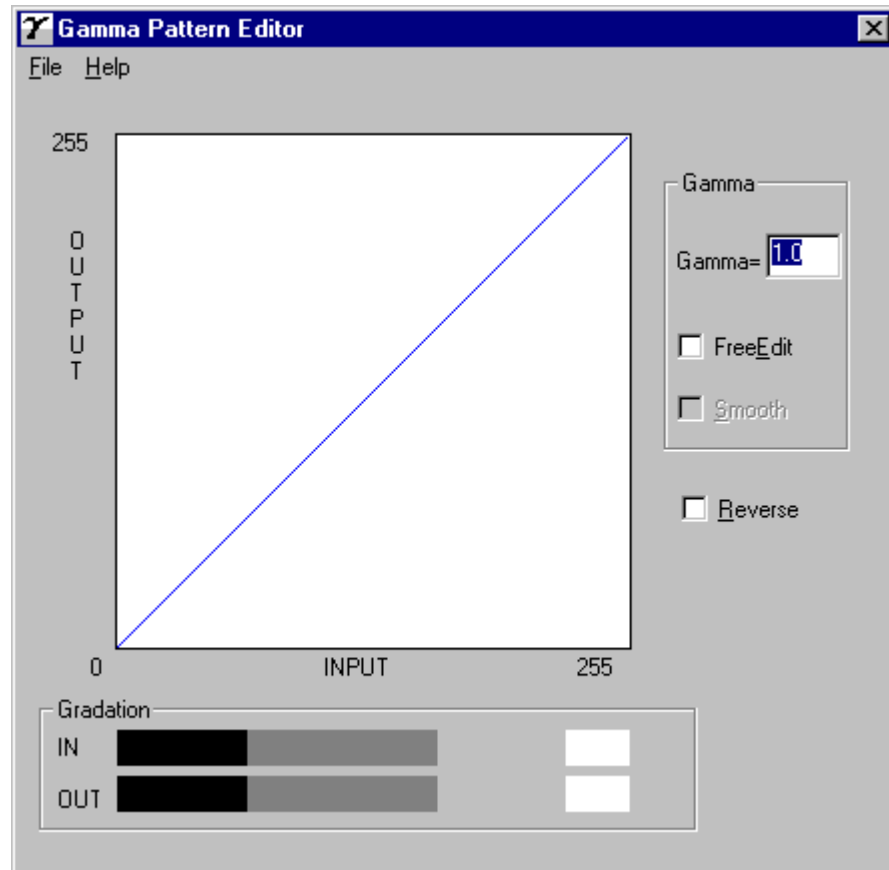 Gamma Pattern Editor
File Help
255
OUTPUT
Gamma
Gamma= 1.0
FreeEdit
Smooth
Reverse
0 INPUT 255
Gradation
IN
OUT